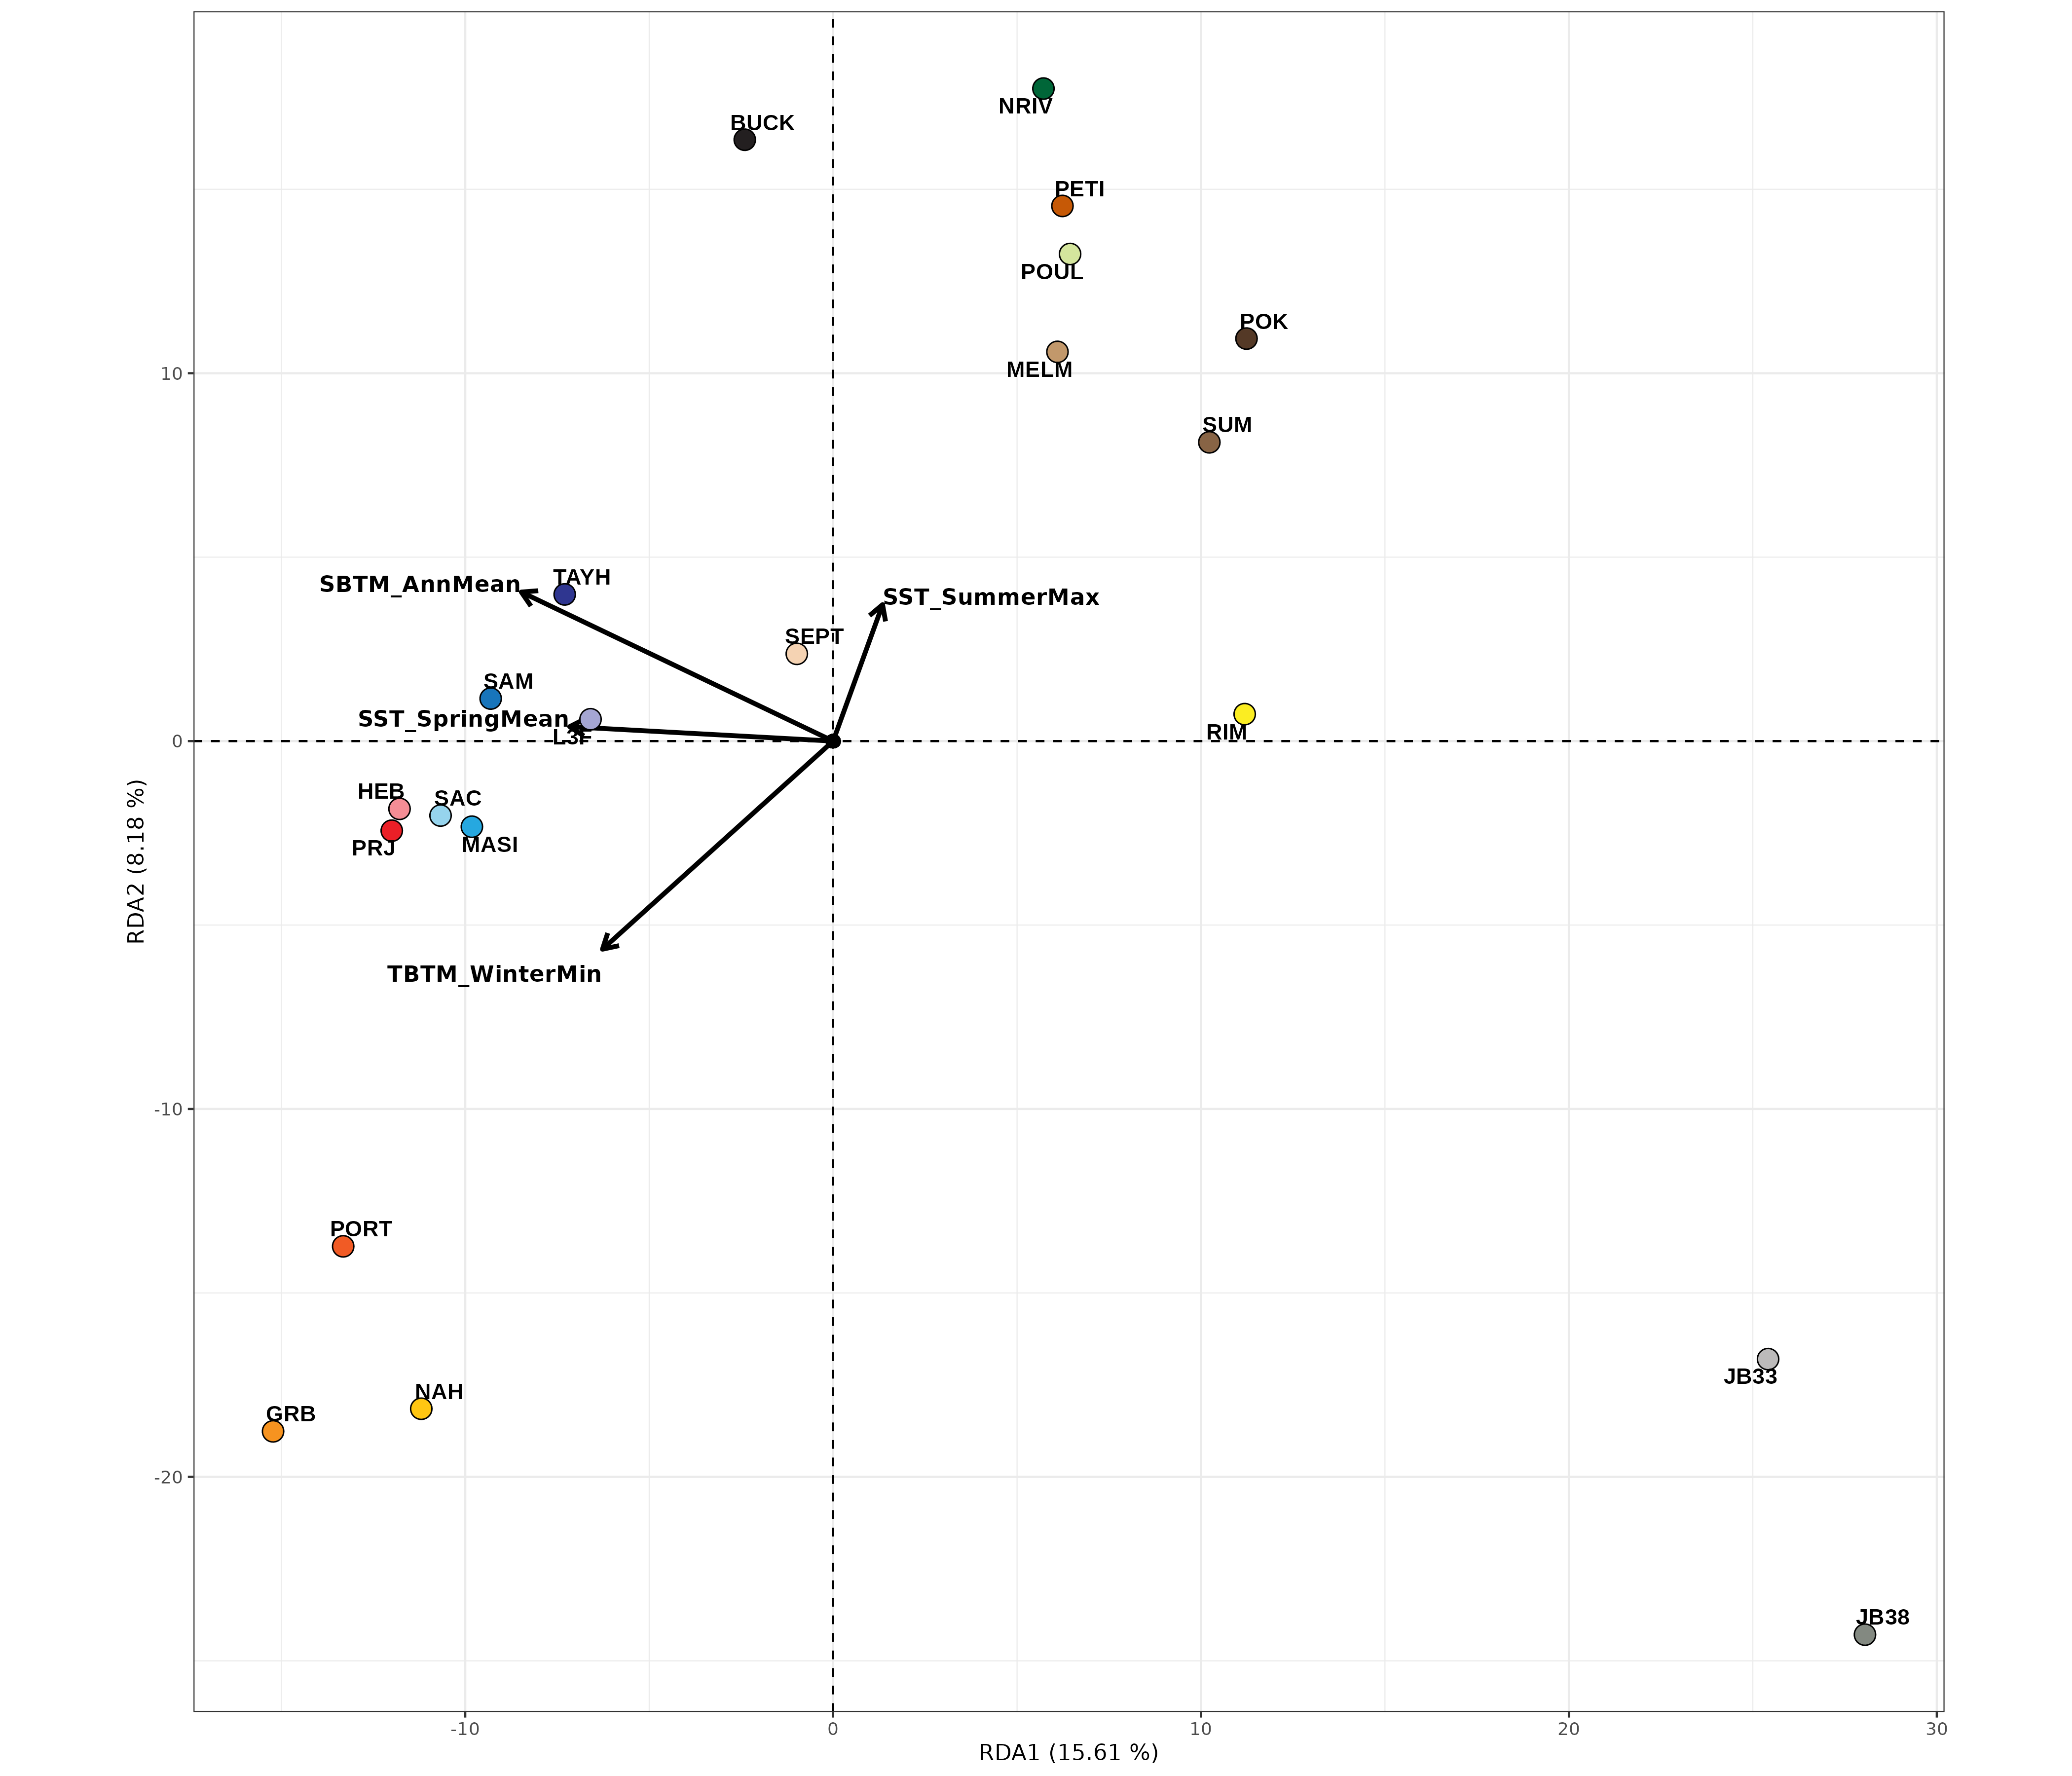 NRIV
BUCK
PETI
POUL
POK
MELM
10
SUM
TAYH
SBTM_AnnMean
SST_SummerMax
SEPT
SAM
SST_SpringMean
L3F
RIM
0
HEB
SAC
PRJ
MASI
RDA2 (8.18 %)
TBTM_WinterMin
-10
PORT
JB33
NAH
GRB
-20
JB38
-10
0
10
20
30
RDA1 (15.61 %)